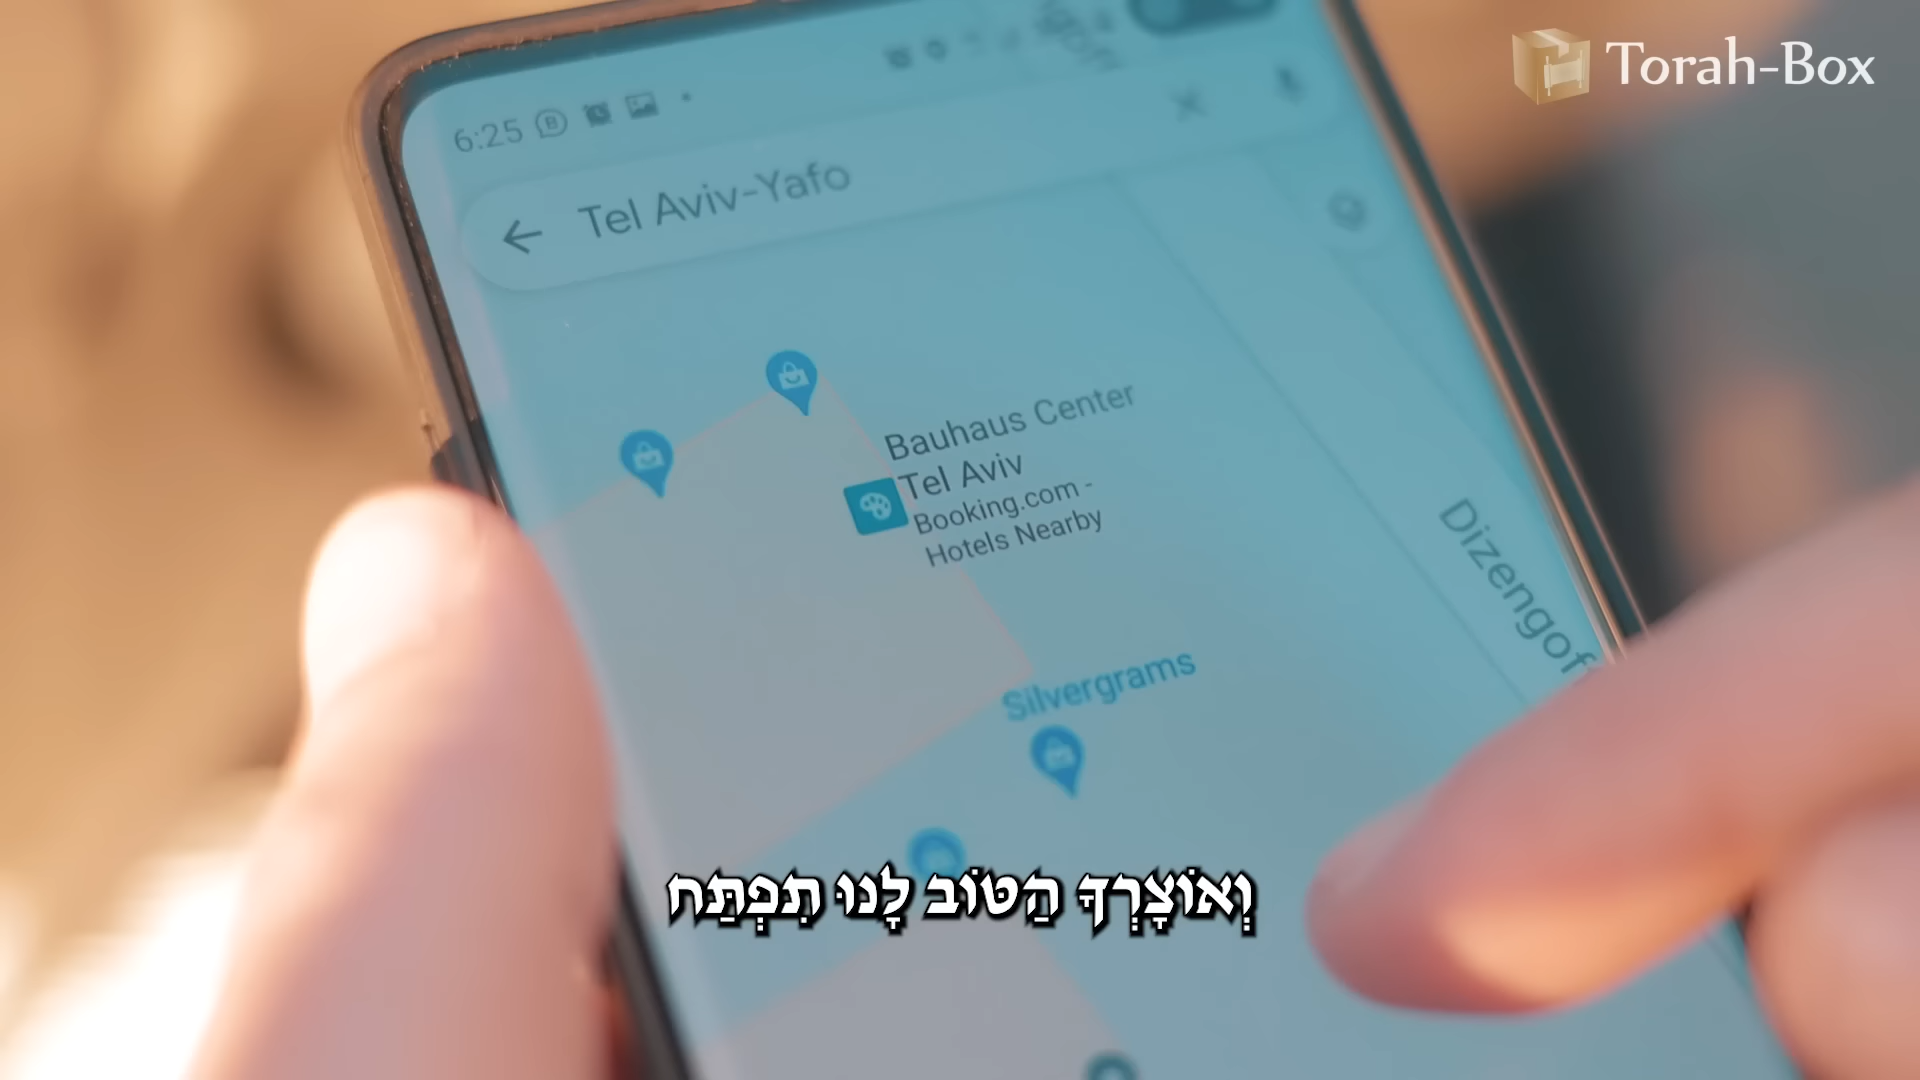 Torah-Box
6:25
Tel Aviv-Yafo
Bauhaus Center
Tel Aviv
Booking.com -
Hotels Nearby
Dizengof
Silvergrams
וְאוֹצָרְךָ הַטּוֹב לָנוּ תִּפְתַּח